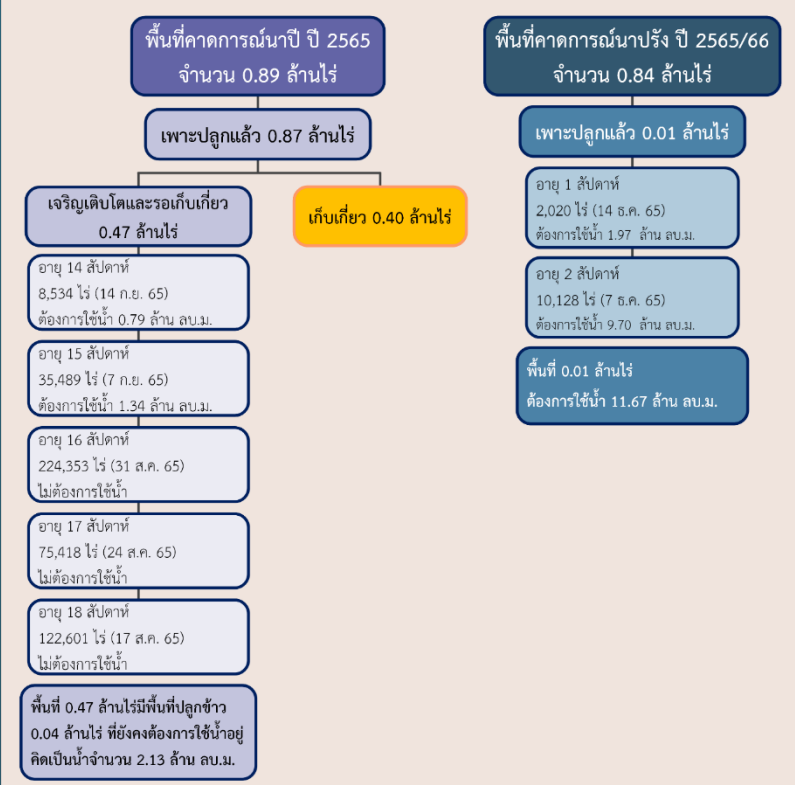 พื้นที่คาดการณ์นาปี ปี 2565
จำนวน 0.89 ล้านไร่
เพาะปลูกแล้ว 0.87 ล้านไร่
เจริญเติบโตและรอเก็บเกี่ยว
0.47 ล้านไร่
เก็บเกี่ยว 0.40 ล้านไร่
อายุ 14 สัปดาห์
8,534 ไร่ (14 ก.ย. 65)
ต้องการใช้น้ำ 0.79 ล้าน ลบ.ม.
อายุ 15 สัปดาห์
35,489 ไร่ (7 ก.ย. 65)
ต้องการใช้น้ำ 1.34 ล้าน ลบ.ม.
อายุ 16 สัปดาห์
224,353 ไร่ (31 ส.ค. 65)
ไม่ต้องการใช้น้ำ
อายุ 17 สัปดาห์
75,418 ไร่ (24 ส.ค. 65)
ไม่ต้องการใช้น้ำ
อายุ 18 สัปดาห์
122,601 ไร่ (17 ส.ค. 65)
ไม่ต้องการใช้น้ำ
พื้นที่ 0.47 ล้านไร่มีพื้นที่ปลูกข้าว
0.04 ล้านไร่ ที่ยังคงต้องการใช้น้ำอยู่
คิดเป็นน้ำจำนวน 2.13 ล้าน ลบ.ม.
พื้นที่คาดการณ์นาปรัง ปี 2565/66
จำนวน 0.84 ล้านไร่
เพาะปลูกแล้ว 0.01 ล้านไร่
อายุ 1 สัปดาห์
2,020 ไร่ (14 ธ.ค. 65)
ต้องการใช้น้ำ 1.97 ล้าน ลบ.ม.
อายุ 2 สัปดาห์
10,128 ไร่ (7 ธ.ค. 65)
ต้องการใช้น้ำ 9.70 ล้าน ลบ.ม.
พื้นที่ 0.01 ล้านไร่
ต้องการใช้น้ำ 11.67 ล้าน ลบ.ม.